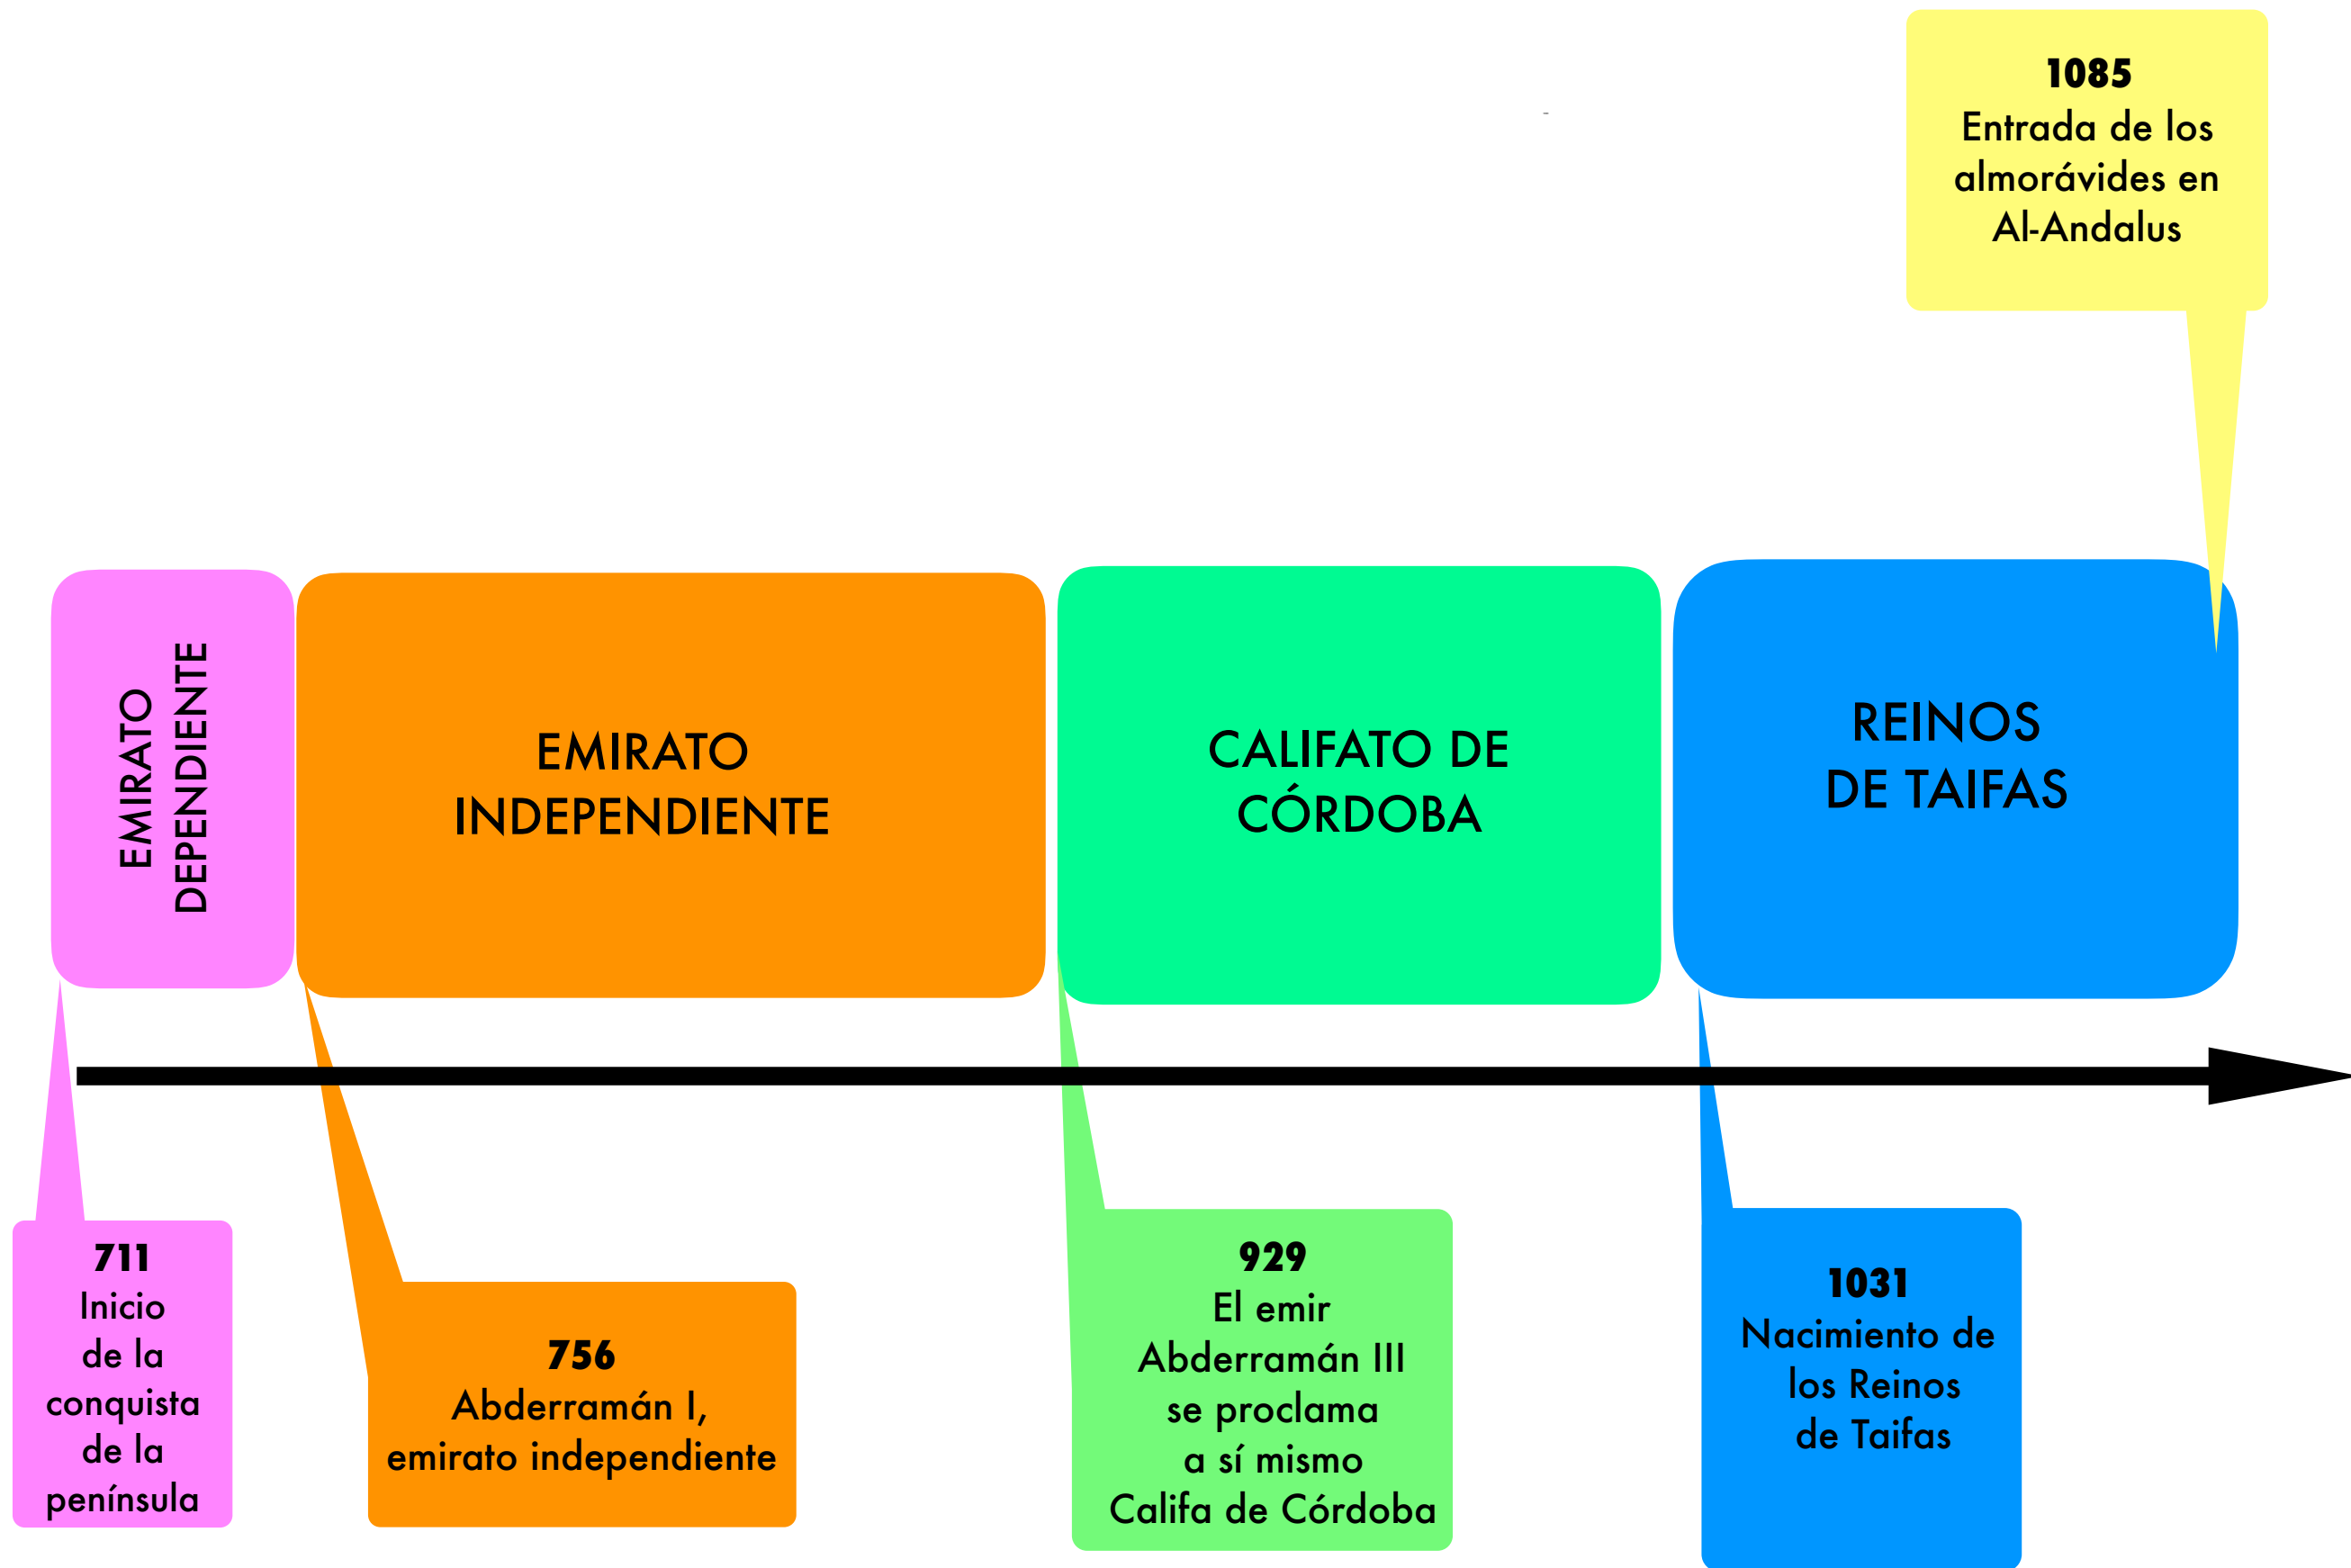 1085
Entrada de los
almorávides en
Al-Andalus
EMIRATO
DEPENDIENTE
EMIRATO
INDEPENDIENTE
CALIFATO DE
CÓRDOBA
REINOS
DE TAIFAS
711
Inicio
de la
conquista
de la
península
756
Abderramán I,
emirato independiente
929
El emir
Abderramán III
se proclama
a sí mismo
Califa de Córdoba
1031
Nacimiento de
los Reinos
de Taifas